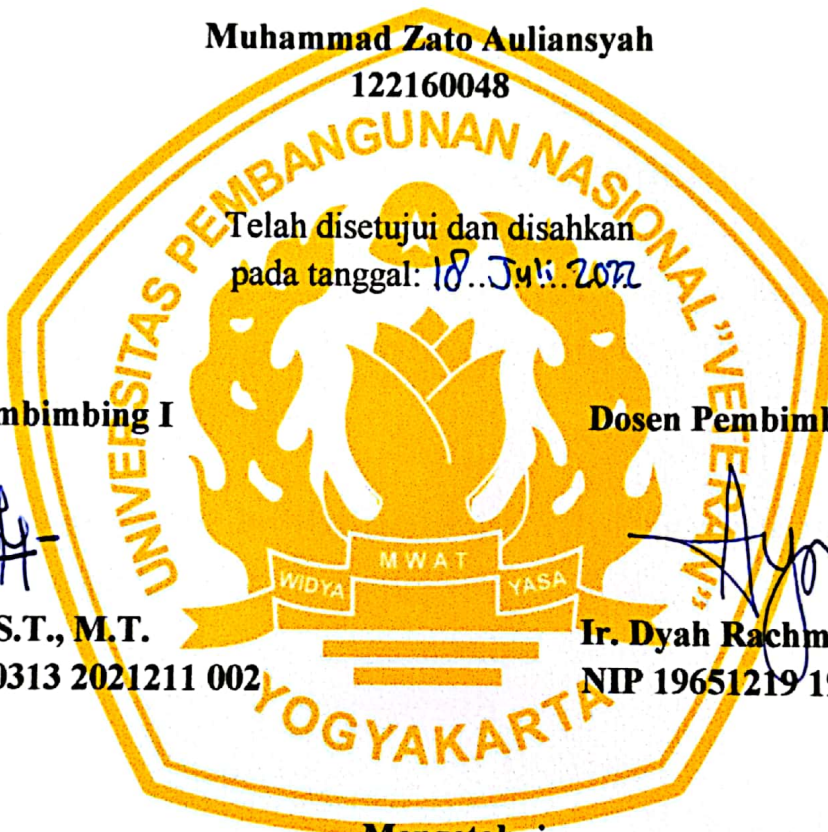 Muhammad Zato Auliansyah
122160048
UNIVERSITAS PEMBANGUNAN NASIONAL "VETERAN"
Telah disetujui dan disahkan
pada tanggal: 18..Juli..2022
mbimbing I
Dosen Pembimb
WIDYA MWAT YASA
S.T., M.T.
Ir. Dyah Rachm
0313 2021211 002
NIP 19651219 19
YOGYAKARTA